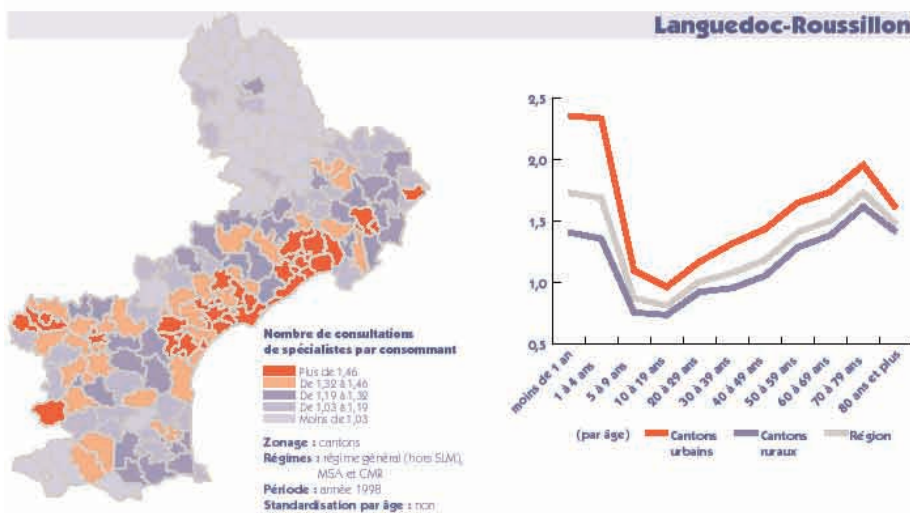 Languedoc-Roussillon
Nombre de consultations
de spécialistes par consommant
Plus de 1,46
De 1,32 à 1,46
De 1,19 à 1,32
De 1,03 à 1,19
Moins de 1,03
Zonage : cantons
Régimes : régime général (hors SLM),
MSA et CMR
Période : année 1998
Standardisation par âge : non
2,5
2,0
1,5
1,0
0,5
moins de 1 an
1 à 4 ans
5 à 9 ans
10 à 19 ans
20 à 29 ans
30 à 39 ans
40 à 49 ans
50 à 59 ans
60 à 69 ans
70 à 79 ans
80 ans et plus
(par âge)
Cantons
urbains
Cantons
ruraux
Région